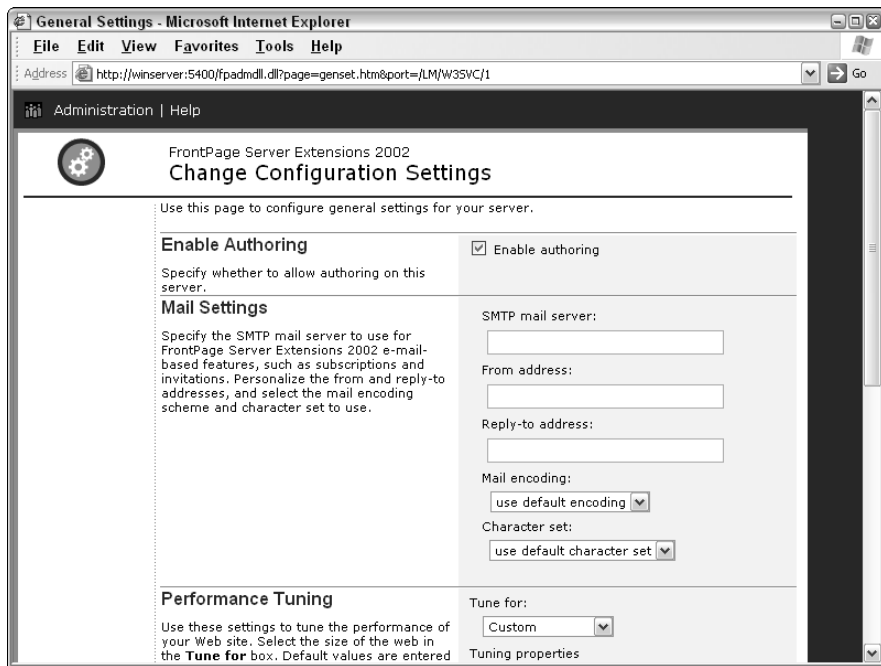 General Settings - Microsoft Internet Explorer
File Edit View Favorites Tools Help
Address http://winserver:5400/fpadmdll.dll?page=genset.htm&port=/LM/W3SVC/1 Go
Administration | Help
FrontPage Server Extensions 2002
Change Configuration Settings
Use this page to configure general settings for your server.
Enable Authoring
Specify whether to allow authoring on this
server.
Enable authoring
Mail Settings
Specify the SMTP mail server to use for
FrontPage Server Extensions 2002 e-mail-
based features, such as subscriptions and
invitations. Personalize the from and reply-to
addresses, and select the mail encoding
scheme and character set to use.
SMTP mail server:
From address:
Reply-to address:
Mail encoding:
use default encoding
Character set:
use default character set
Performance Tuning
Use these settings to tune the performance of
your Web site. Select the size of the web in
the Tune for box. Default values are entered
Tune for:
Custom
Tuning properties